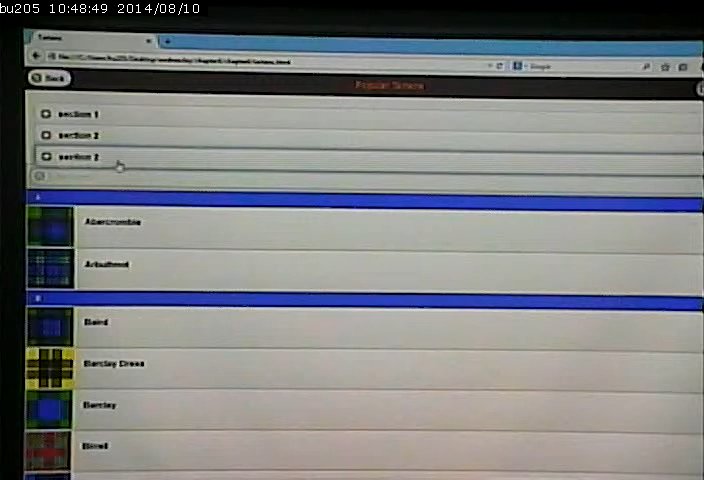 bu205 10:48:49 2014/08/10
Tartans
Google
Back
Popular Tartans
section 1
section 2
section 3
A
Abercrombie
Arbuthnot
B
Baird
Barclay Dress
Barclay
Birrell